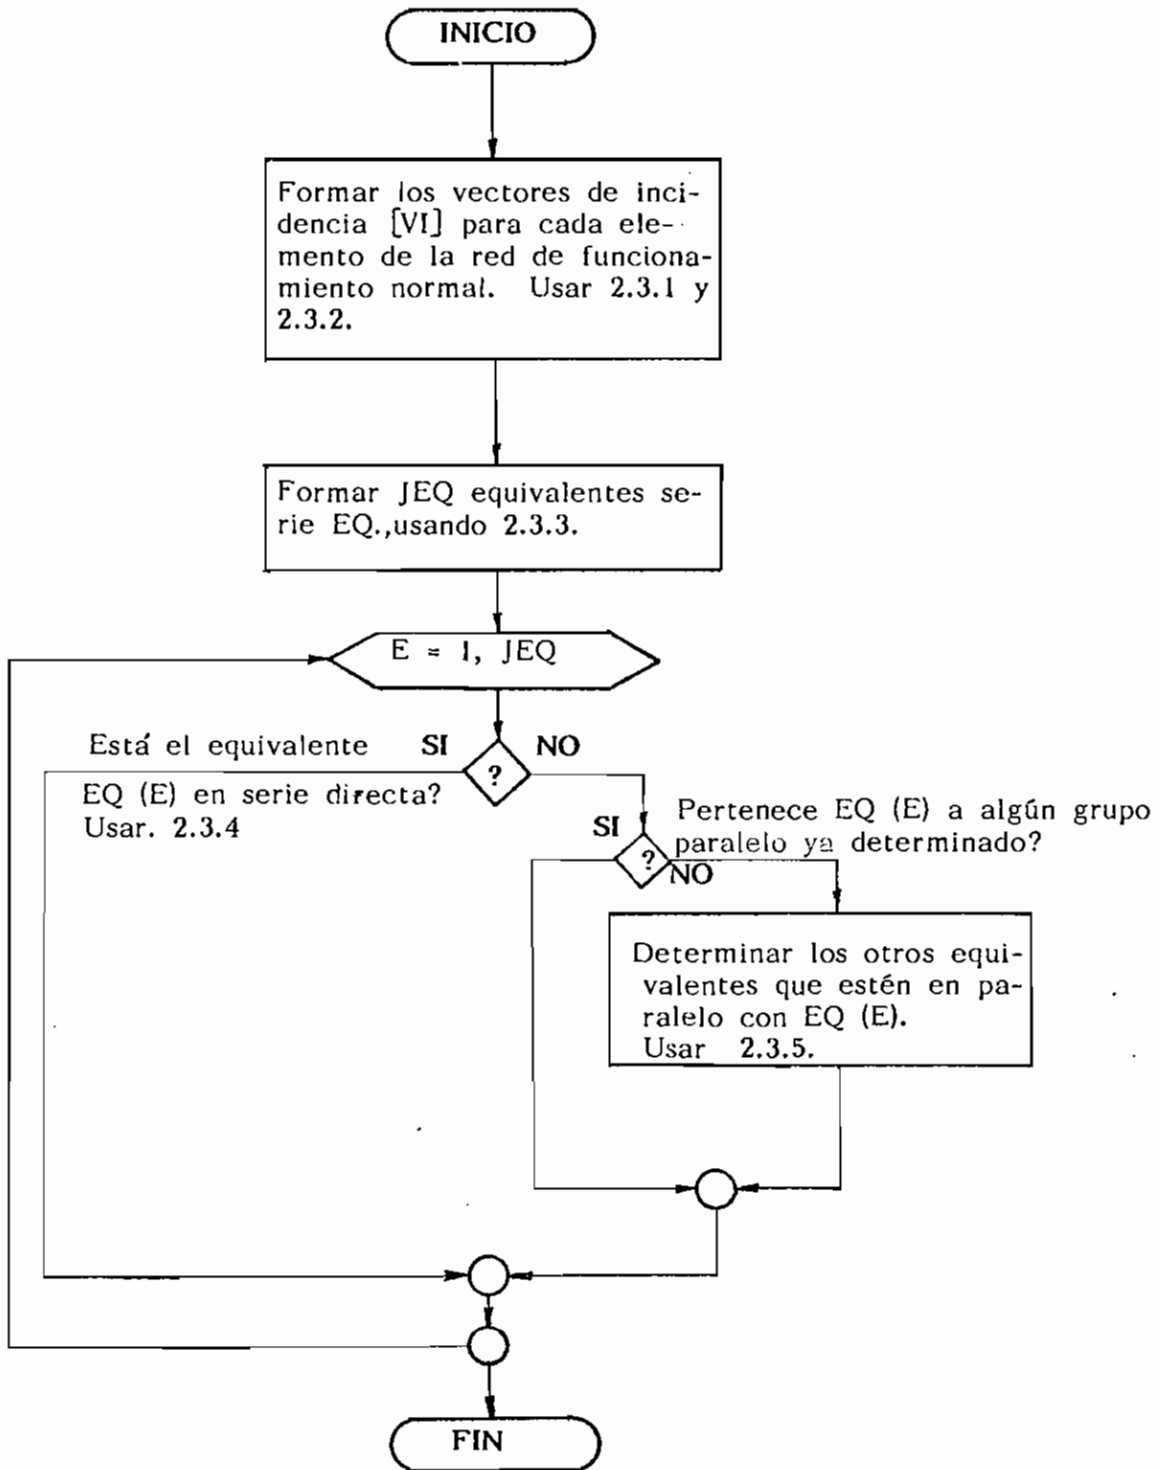 INICIO
Formar los vectores de inci-
dencia [VI] para cada ele-
mento de la red de funciona-
miento normal. Usar 2.3.1 y
2.3.2.
Formar JEQ equivalentes se-
rie EQ.,usando 2.3.3.
E = 1, JEQ
Está el equivalente
EQ (E) en serie directa?
Usar. 2.3.4
SI
?
NO
Pertenece EQ (E) a algún grupo
paralelo ya determinado?
SI
?
NO
Determinar los otros equi-
valentes que estén en pa-
ralelo con EQ (E).
Usar 2.3.5.
FIN